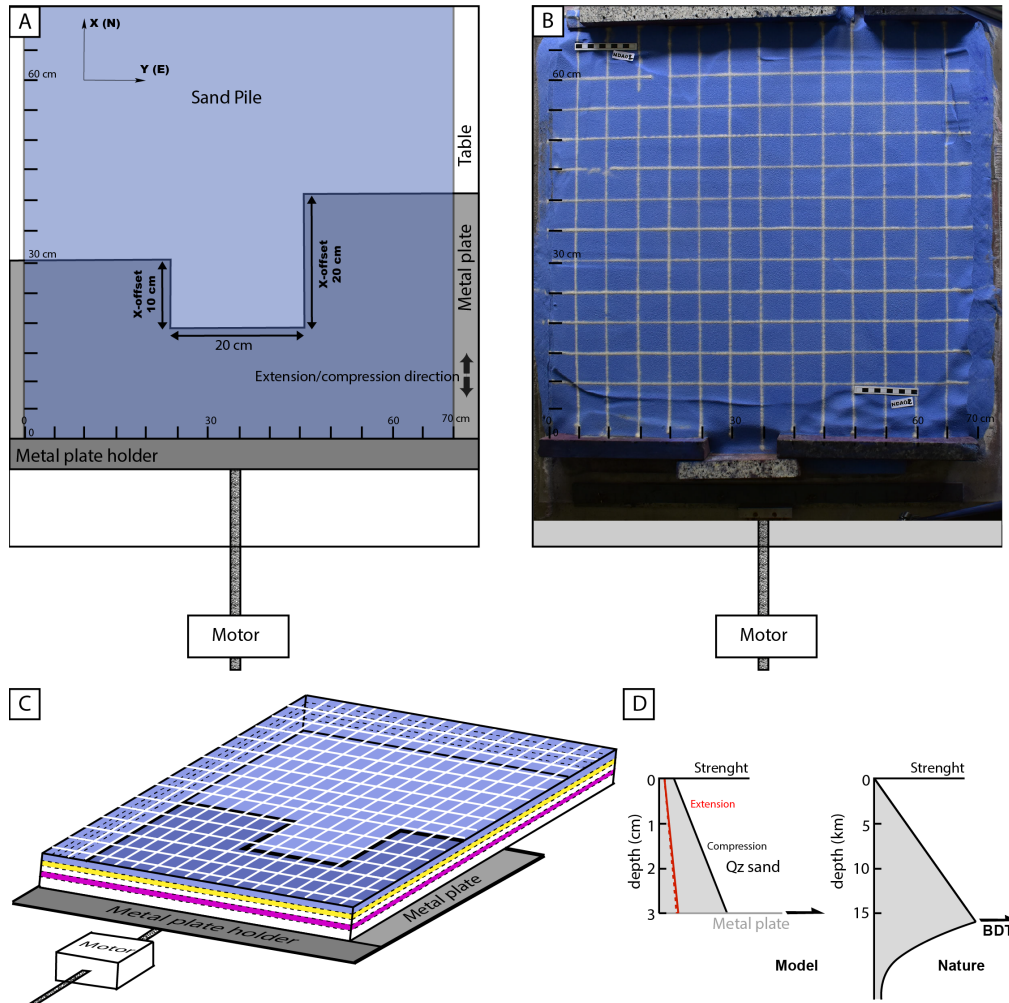 A
X (N)
Y (E)
60 cm
Sand Pile
Table
Metal plate
30 cm
X-offset
10 cm
X-offset
20 cm
20 cm
Extension/compression direction
0
0
30
60
70 cm
Metal plate holder
Motor
B
60 cm
30 cm
0
0
30
60
70 cm
Motor
C
Metal plate holder
Metal plate
Motor
D
Strenght
0
Extension
1
Compression
Qz sand
2
3
depth (cm)
Metal plate
Model
Strenght
0
5
10
15
depth (km)
BDT
Nature